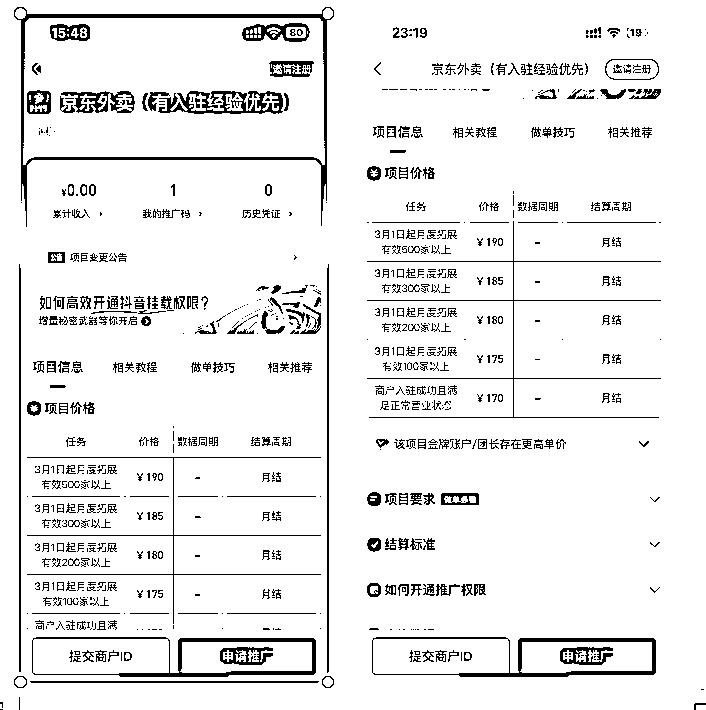 15:48
80
邀请注册
京东外卖（有入驻经验优先）
¥0.00
1
0
累计收入 ›
我的推广码 ›
历史凭证 ›
项目变更公告 ›
如何高效开通抖音挂载权限？
增量秘密武器等你开启
项目信息 相关教程 做单技巧 相关推荐
项目价格
任务 价格 数据周期 结算周期
3月1日起月度拓展
有效500家以上 ¥190 - 月结
3月1日起月度拓展
有效300家以上 ¥185 - 月结
3月1日起月度拓展
有效200家以上 ¥180 - 月结
3月1日起月度拓展
有效100家以上 ¥175 - 月结
商户入驻成功且满
提交商户ID 申请推广
23:19
19
京东外卖（有入驻经验优先） 邀请注册
项目信息 相关教程 做单技巧 相关推荐
项目价格
任务 价格 数据周期 结算周期
3月1日起月度拓展
有效500家以上 ¥190 - 月结
3月1日起月度拓展
有效300家以上 ¥185 - 月结
3月1日起月度拓展
有效200家以上 ¥180 - 月结
3月1日起月度拓展
有效100家以上 ¥175 - 月结
商户入驻成功且满
足正常营业状态 ¥170 - 月结
该项目金牌账户/团长存在更高单价
项目要求
结算标准
如何开通推广权限
提交商户ID 申请推广